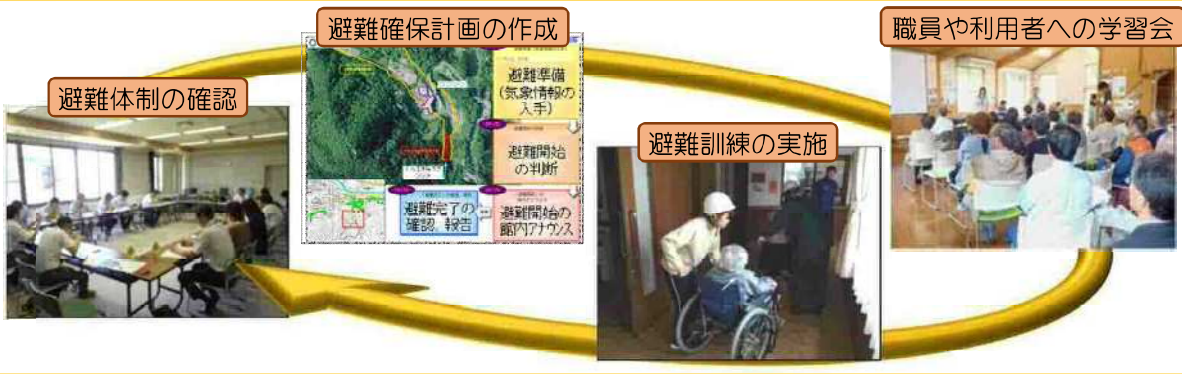 避難確保計画の作成
職員や利用者への学習会
避難体制の確認
避難訓練の実施
避難準備
(気象情報の
入手)
避難開始
の判断
避難開始の
館内アナウンス
避難完了の
確認、報告